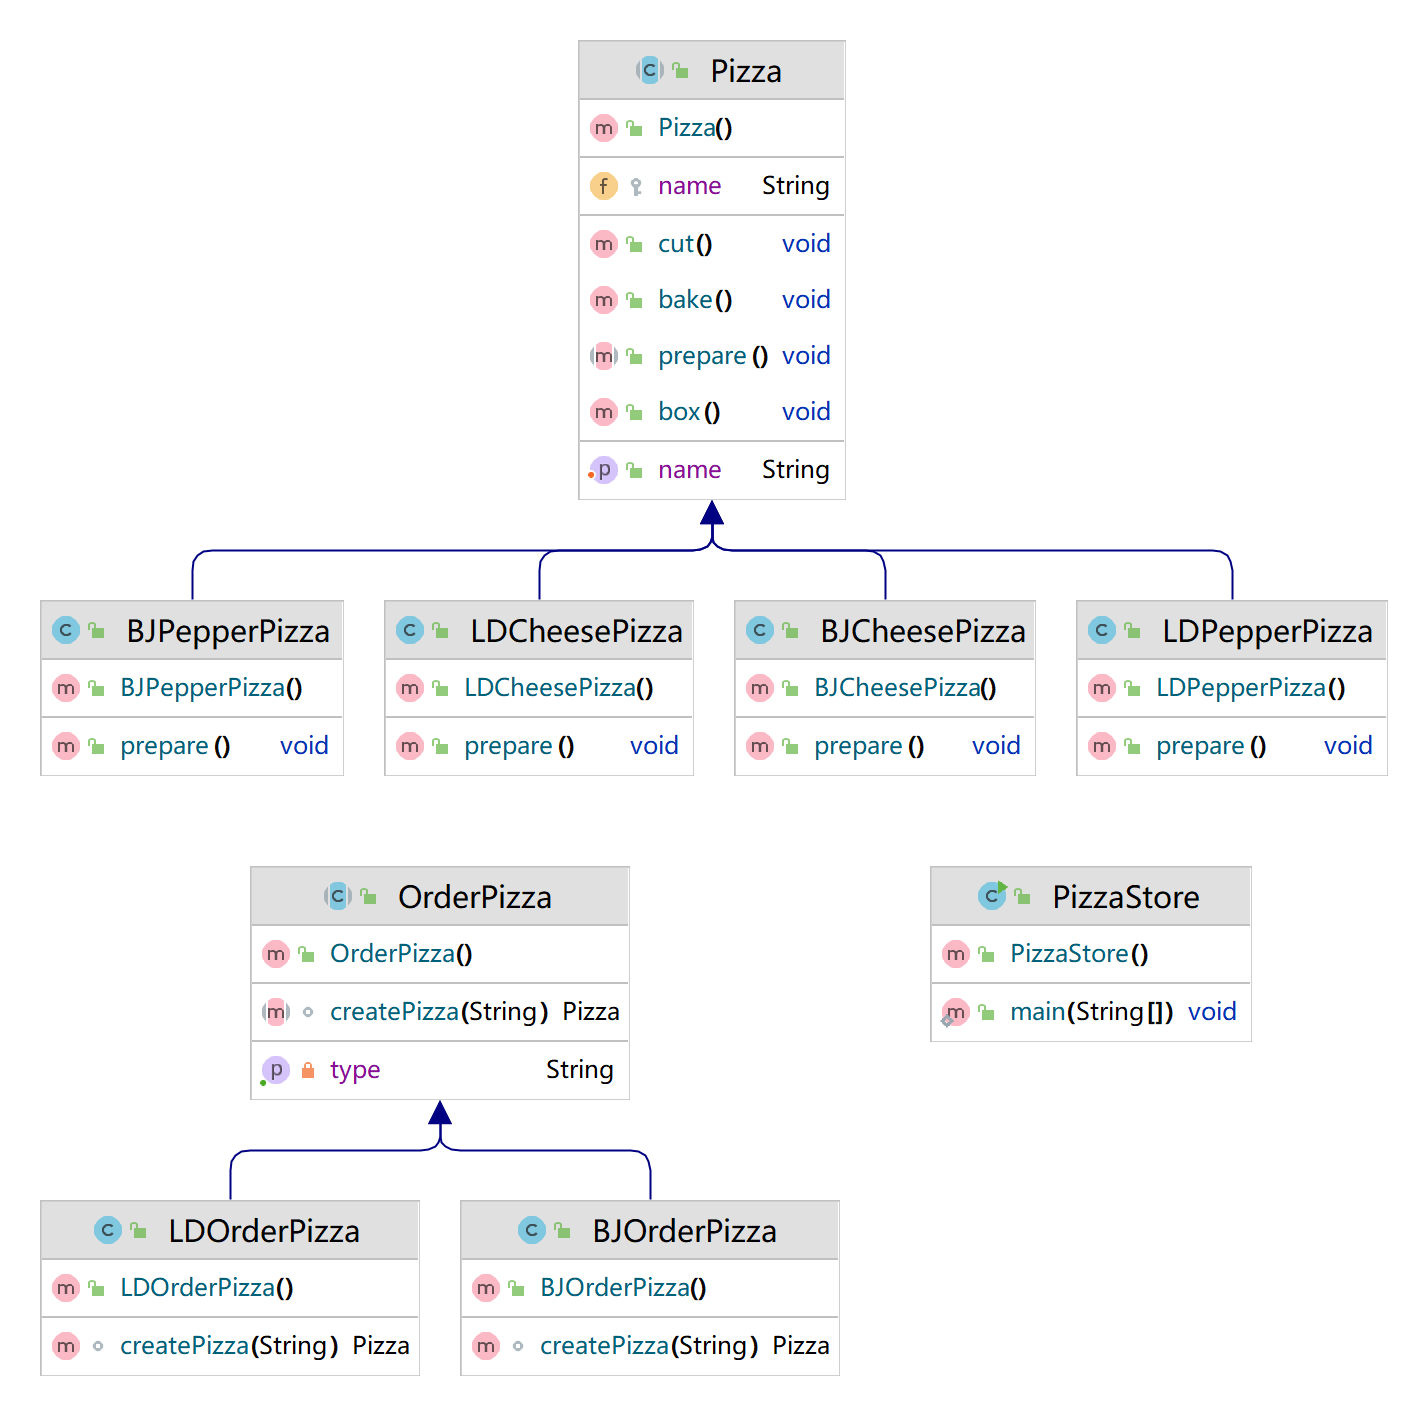 Pizza
Pizza()
name String
cut() void
bake() void
prepare() void
box() void
name String
BJPepperPizza
BJPepperPizza()
prepare() void
LDCheesePizza
LDCheesePizza()
prepare() void
BJCheesePizza
BJCheesePizza()
prepare() void
LDPepperPizza
LDPepperPizza()
prepare() void
OrderPizza
OrderPizza()
createPizza(String) Pizza
type String
PizzaStore
PizzaStore()
main(String[]) void
LDOrderPizza
LDOrderPizza()
createPizza(String) Pizza
BJOrderPizza
BJOrderPizza()
createPizza(String) Pizza